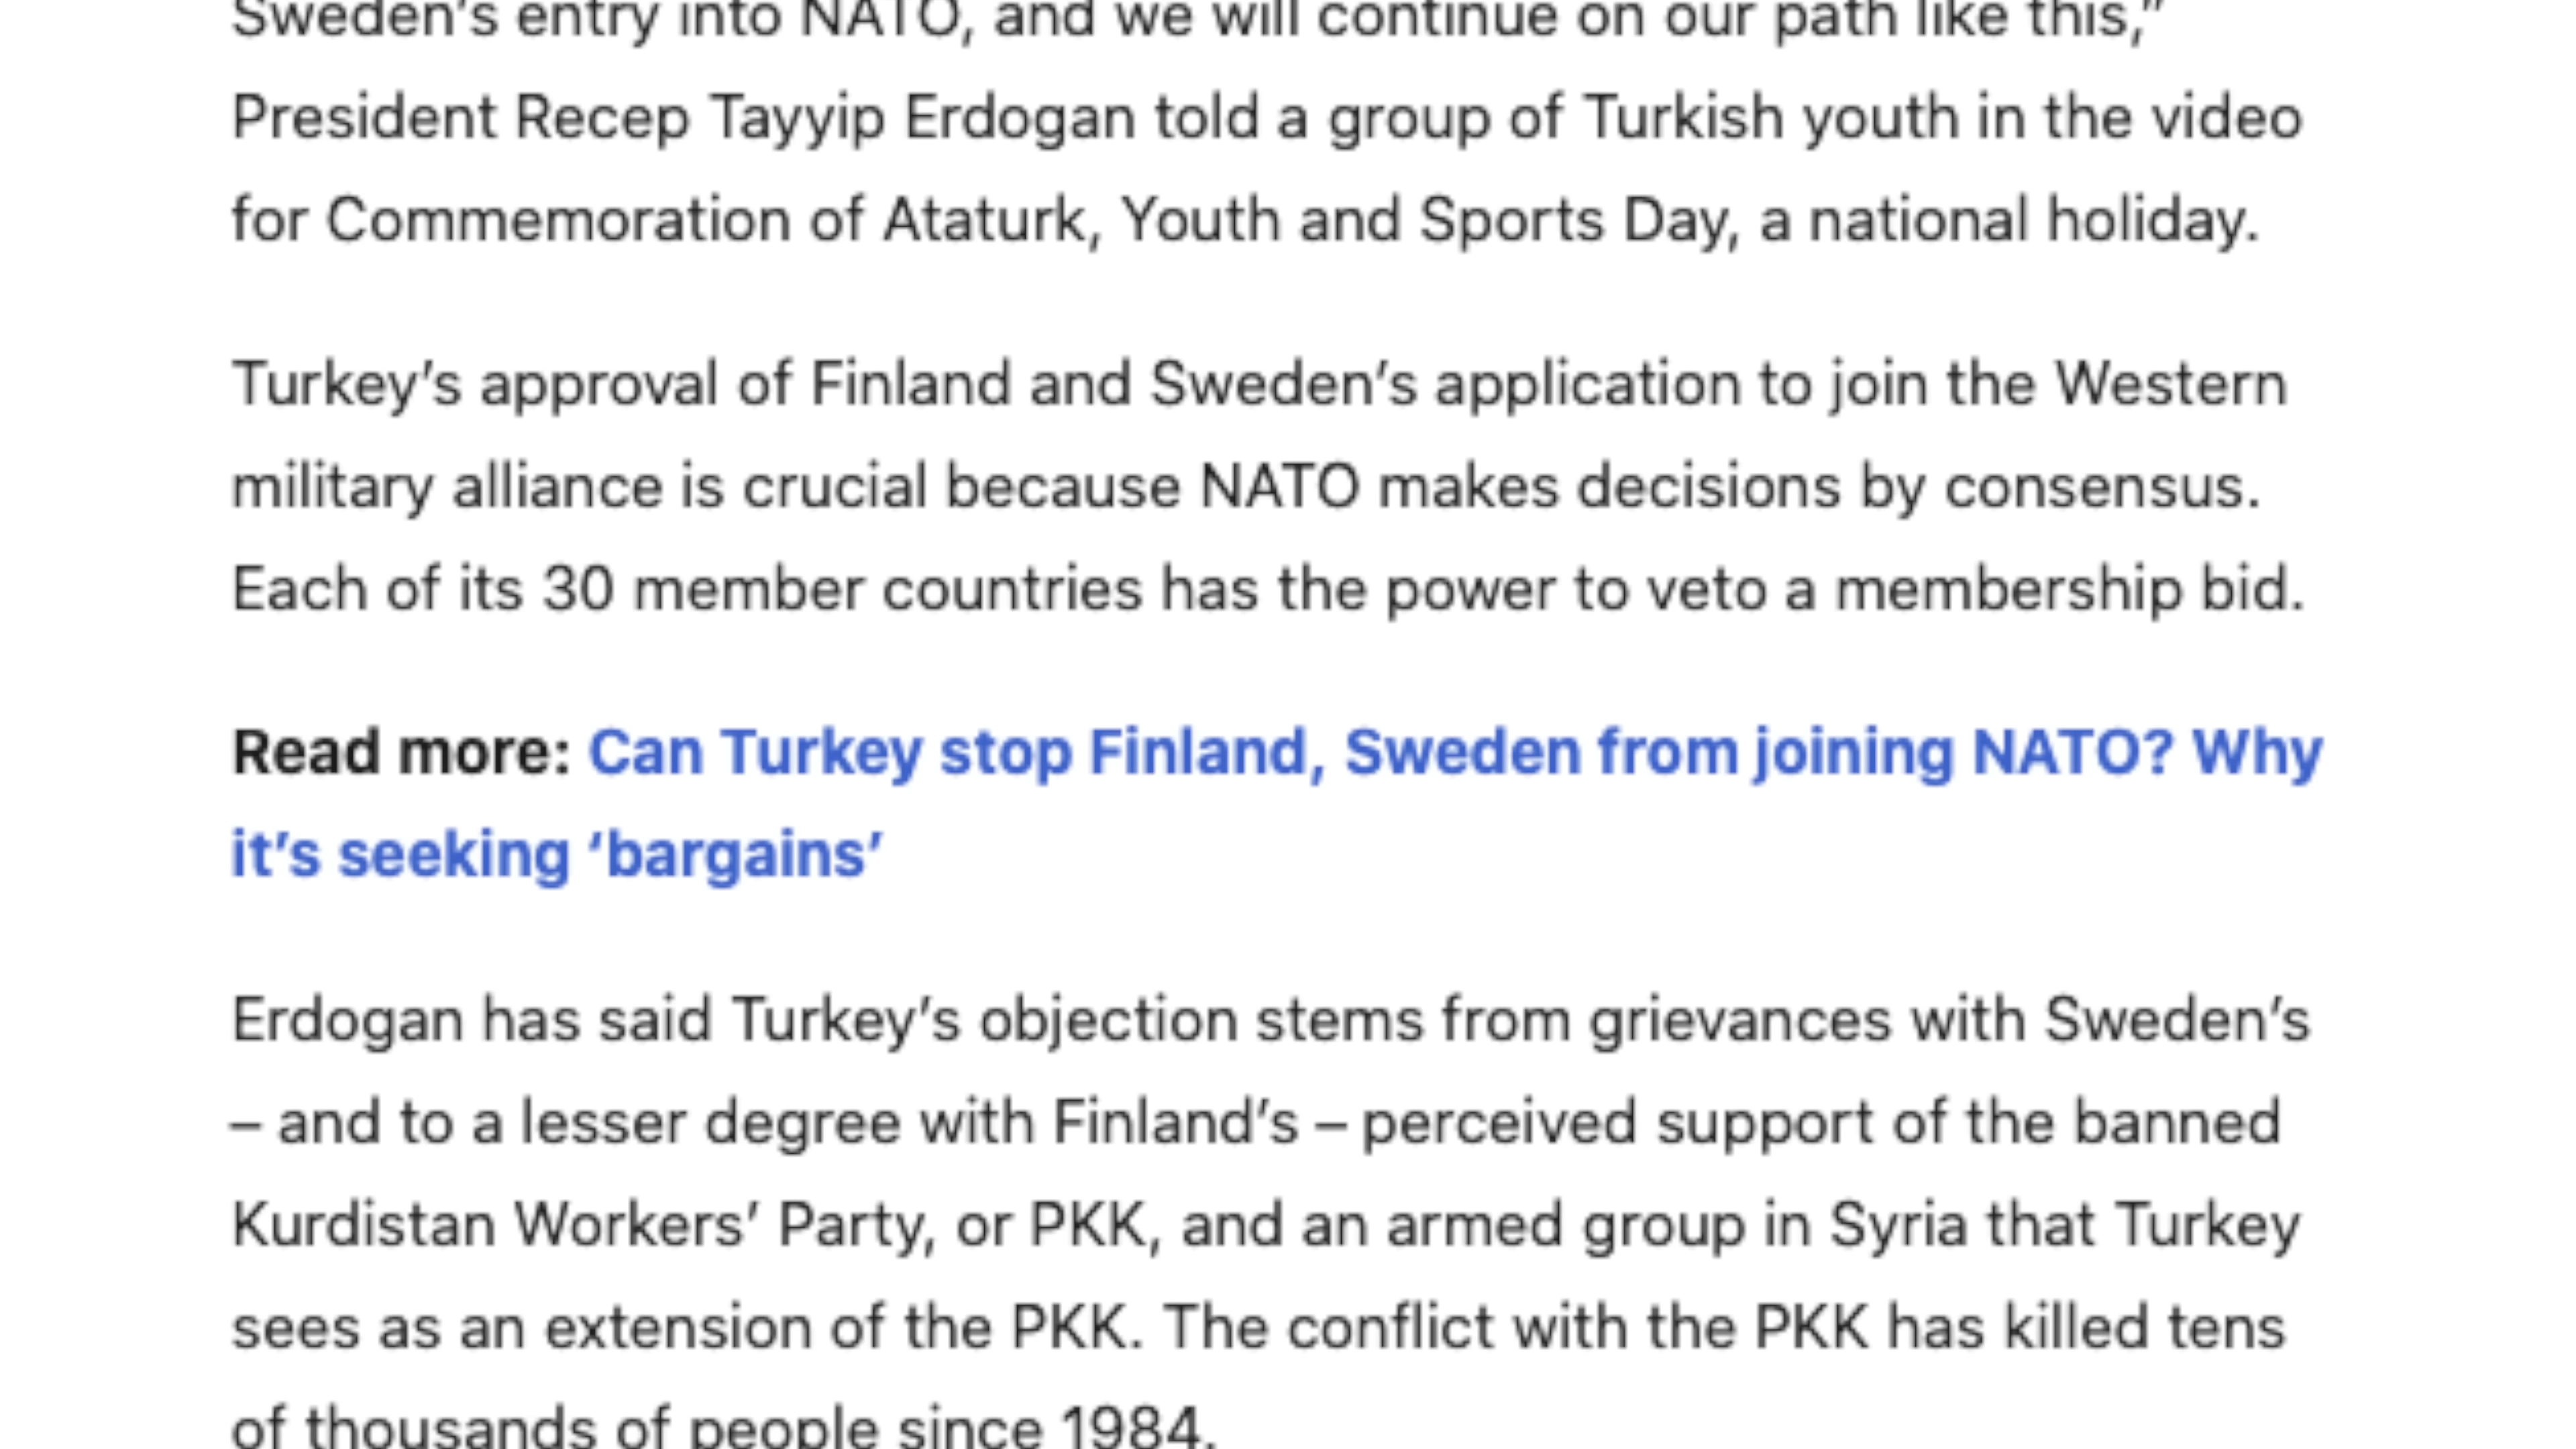 Sweden’s entry into NATO, and we will continue on our path like this,”
President Recep Tayyip Erdogan told a group of Turkish youth in the video
for Commemoration of Ataturk, Youth and Sports Day, a national holiday.
Turkey’s approval of Finland and Sweden’s application to join the Western
military alliance is crucial because NATO makes decisions by consensus.
Each of its 30 member countries has the power to veto a membership bid.
Read more: Can Turkey stop Finland, Sweden from joining NATO? Why
it’s seeking ‘bargains’
Erdogan has said Turkey’s objection stems from grievances with Sweden’s
– and to a lesser degree with Finland’s – perceived support of the banned
Kurdistan Workers’ Party, or PKK, and an armed group in Syria that Turkey
sees as an extension of the PKK. The conflict with the PKK has killed tens
of thousands of people since 1984.